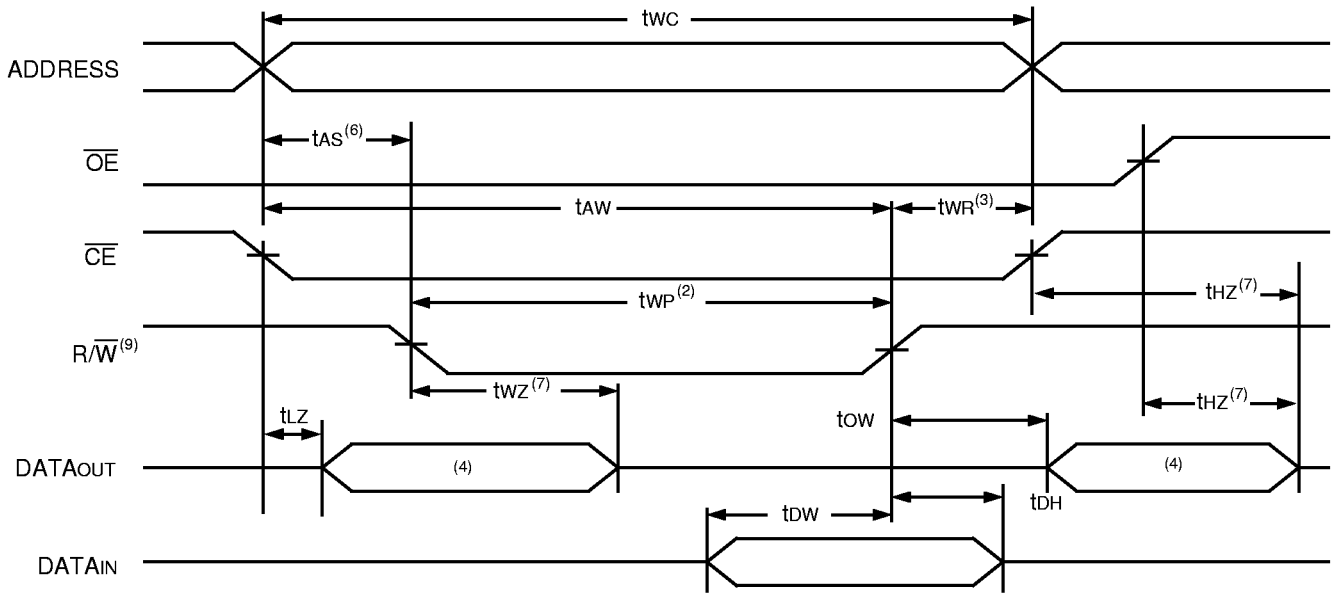 tWC
ADDRESS
tAS(6)
OE
tAW
tWR(3)
CE
tWP(2)
tHZ(7)
R/W(9)
tWZ(7)
tHZ(7)
tLZ
tOW
DATAOUT
(4)
(4)
tDW
tDH
DATAIN